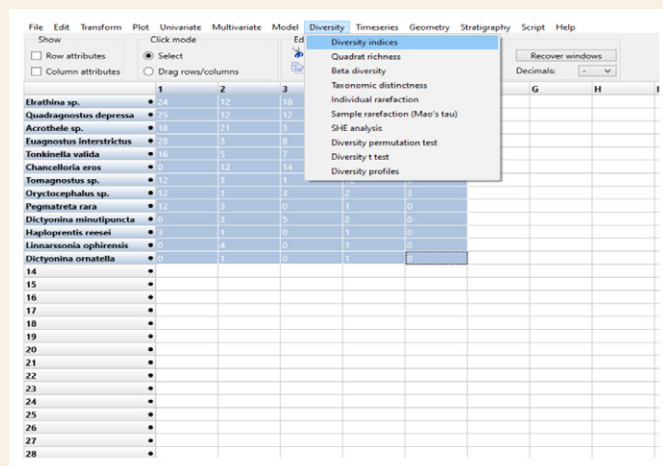 File Edit Transform Plot Univariate Multivariate Model Diversity Timeseries Geometry Stratigraphy Script Help
Show Click mode Ed
Row attributes Select Recover windows
Column attributes Drag rows/columns Decimals: -
Diversity indices
Quadrat richness
Beta diversity
Taxonomic distinctness
Individual rarefaction
Sample rarefaction (Mao's tau)
SHE analysis
Diversity permutation test
Diversity t test
Diversity profiles
1 2 3 G H
Elrathina sp. 24 12 18
Quadragnostus depressa 25 12 12
Acrothele sp. 18 21 3
Euagnostus interstrictus 28 3 8
Tonkinella valida 16 5 7
Chancelloria eros 0 12 14
Tomagnostus sp. 12 3 1
Oryctocephalus sp. 12 1 3 2 3
Pegmatreta rara 12 3 0 1 0
Dictyonina minutipuncta 0 3 5 2 0
Haploprentis reesei 3 1 0 1 0
Linnarssonia ophirensis 0 4 0 1 0
Dictyonina ornatella 0 1 0 1 0
14
15
16
17
18
19
20
21
22
23
24
25
26
27
28